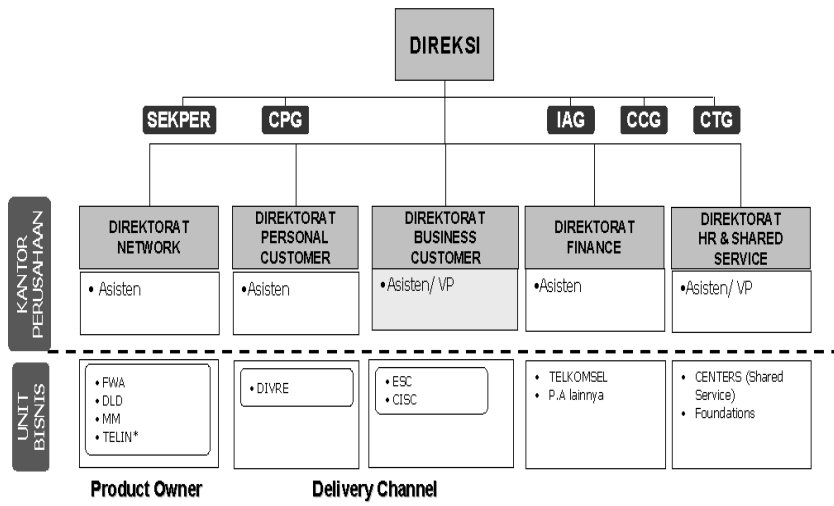 DIREKSI
SEKPER
CPG
IAG
CCG
CTG
KANTOR
PERUSAHAAN
DIREKTORAT
NETWORK
DIREKTORAT
PERSONAL
CUSTOMER
DIREKTORAT
BUSINESS
CUSTOMER
DIREKTORAT
FINANCE
DIREKTORAT
HR & SHARED
SERVICE
• Asisten
•Asisten
•Asisten/ VP
•Asisten
•Asisten/ VP
UNIT
BISNIS
• FWA
• DLD
• MM
• TELIN*
• DIVRE
• ESC
• CISC
• TELKOMSEL
• P.A lainnya
• CENTERS (Shared
Service)
• Foundations
Product Owner
Delivery Channel